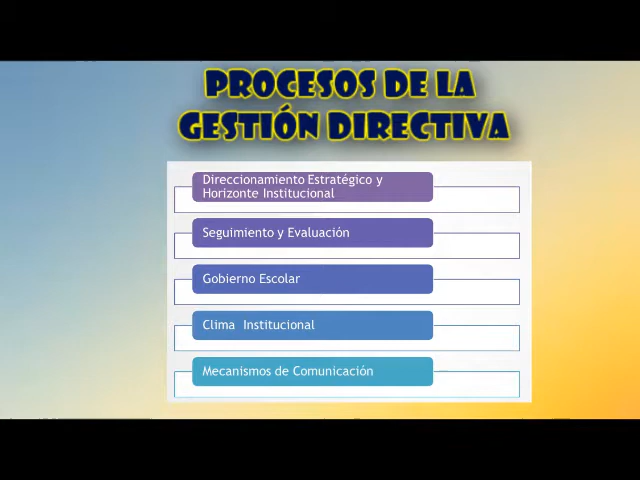 PROCESOS DE LA
GESTIÓN DIRECTIVA
Direccionamiento Estratégico y
Horizonte Institucional
Seguimiento y Evaluación
Gobierno Escolar
Clima Institucional
Mecanismos de Comunicación